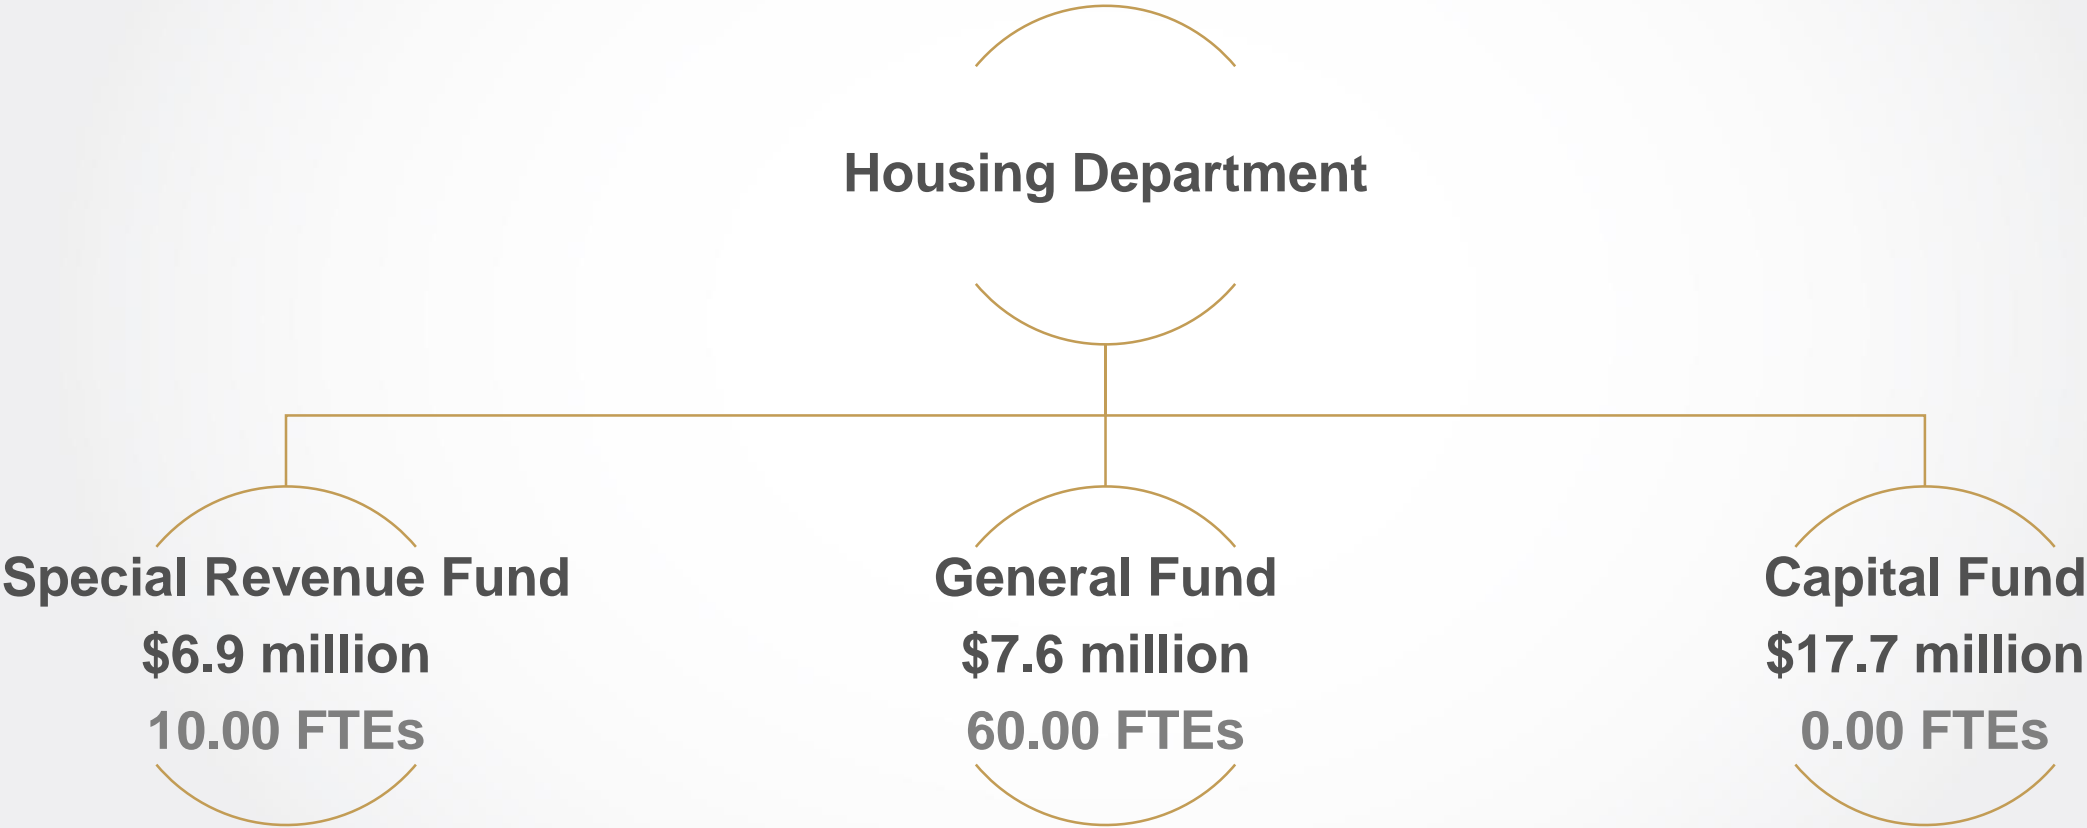 Housing Department
Special Revenue Fund
$6.9 million
10.00 FTEs
General Fund
$7.6 million
60.00 FTEs
Capital Fund
$17.7 million
0.00 FTEs